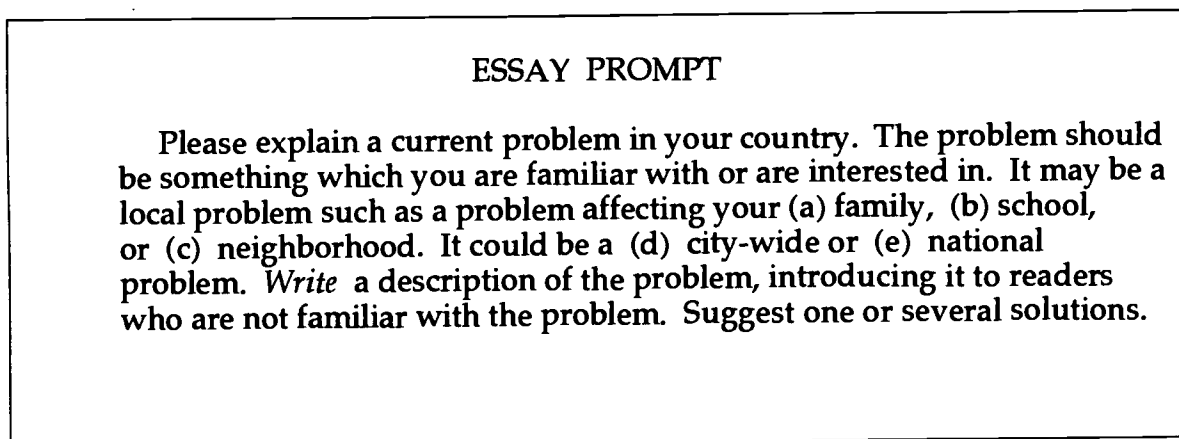 ESSAY PROMPT
Please explain a current problem in your country. The problem should
be something which you are familiar with or are interested in. It may be a
local problem such as a problem affecting your (a) family, (b) school,
or (c) neighborhood. It could be a (d) city-wide or (e) national
problem. Write a description of the problem, introducing it to readers
who are not familiar with the problem. Suggest one or several solutions.